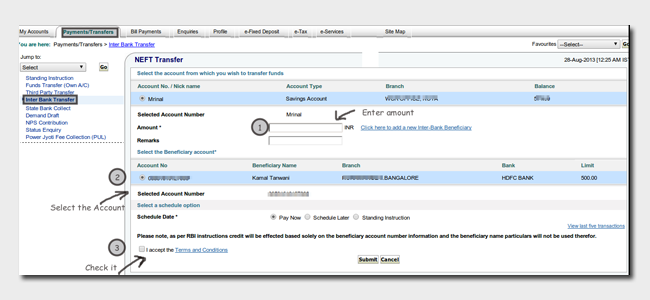 My Accounts Payments/Transfers Bill Payments Enquiries Profile e-Fixed Deposit e-Tax e-Services Site Map
You are here: Payments/Transfers > Inter Bank Transfer Favourites --Select-- Go
Jump to:
Select Go
Standing Instruction
Funds Transfer (Own A/C)
Third Party Transfer
Inter Bank Transfer
State Bank Collect
Demand Draft
NPS Contribution
Status Enquiry
Power Jyoti Fee Collection (PUL)
NEFT Transfer 28-Aug-2013 [12:25 AM IST
Select the account from which you wish to transfer funds
Account No. / Nick name Account Type Branch Balance
Mrinal Savings Account
Selected Account Number Mrinal
Enter amount
1
Amount * INR Click here to add a new Inter-Bank Beneficiary
Remarks
Select the Beneficiary account*
Account No Beneficiary Name Branch Bank Limit
2
Kamal Tanwani BANGALORE HDFC BANK 500.00
Selected Account Number
Select the Account
Select a schedule option
Schedule Date * Pay Now Schedule Later Standing Instruction
View last five transactions
Please note, as per RBI instructions credit will be effected based solely on the beneficiary account number information and the beneficiary name particulars will not be used therefor.
3
I accept the Terms and Conditions
Check it
Submit Cancel